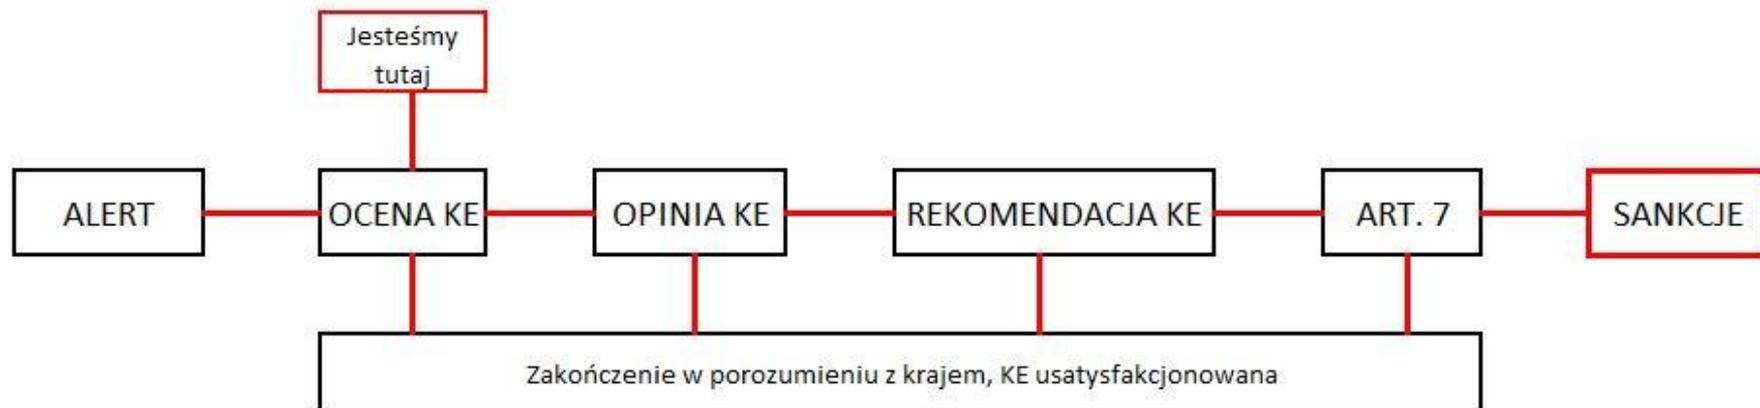 Jesteśmy
tutaj
ALERT
OCENA KE
OPINIA KE
REKOMENDACJA KE
ART. 7
SANKCJE
Zakończenie w porozumieniu z krajem, KE usatysfakcjonowana